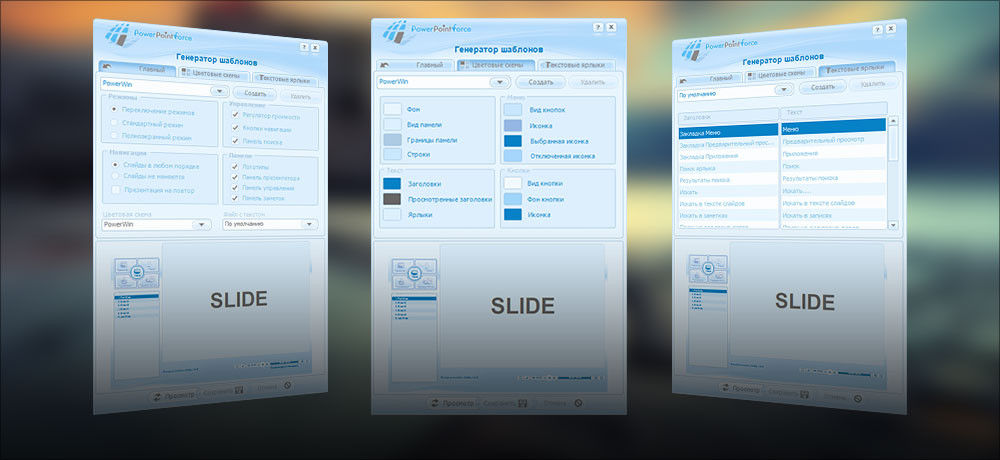 PowerPointforce
Генератор шаблонов
Главный
Цветовые схемы
Текстовые ярлыки
PowerWin
Создать
Удалить
Режимы
Переключение режимов
Стандартный режим
Полноэкранный режим
Управление
Регулятор громкости
Кнопки навигации
Панель поиска
Навигация
Слайды в любом порядке
Слайды не меняются
Презентация на повтор
Панели
Логотипы
Панель презентатора
Панель управления
Панель заметок
Цветовая схема
PowerWin
Файл с текстом
По умолчанию
SLIDE
Просмотр
Сохранить
Отмена
PowerPointforce
Генератор шаблонов
Главный
Цветовые схемы
Текстовые ярлыки
PowerWin
Создать
Удалить
Фон
Вид панели
Границы панели
Строки
Меню
Вид кнопок
Иконка
Выбранная иконка
Отключенная иконка
Текст
Заголовки
Просмотренные заголовки
Ярлыки
Кнопки
Вид кнопки
Фон кнопки
Иконка
SLIDE
Просмотр
Сохранить
Отмена
PowerPointforce
Генератор шаблонов
Главный
Цветовые схемы
Текстовые ярлыки
По умолчанию
Создать
Удалить
Заголовки
Текст
Закладка Меню
Меню
Закладка Предварительный прос...
Предварительный просмотр
Закладка Приложения
Приложения
Поиск ярлыка
Поиск
Результаты поиска
Результаты поиска:
Искать
Искать...
Искать в тексте слайдов
Искать в тексте слайдов
Искать в заметках
Искать в записях
SLIDE
Просмотр
Сохранить
Отмена